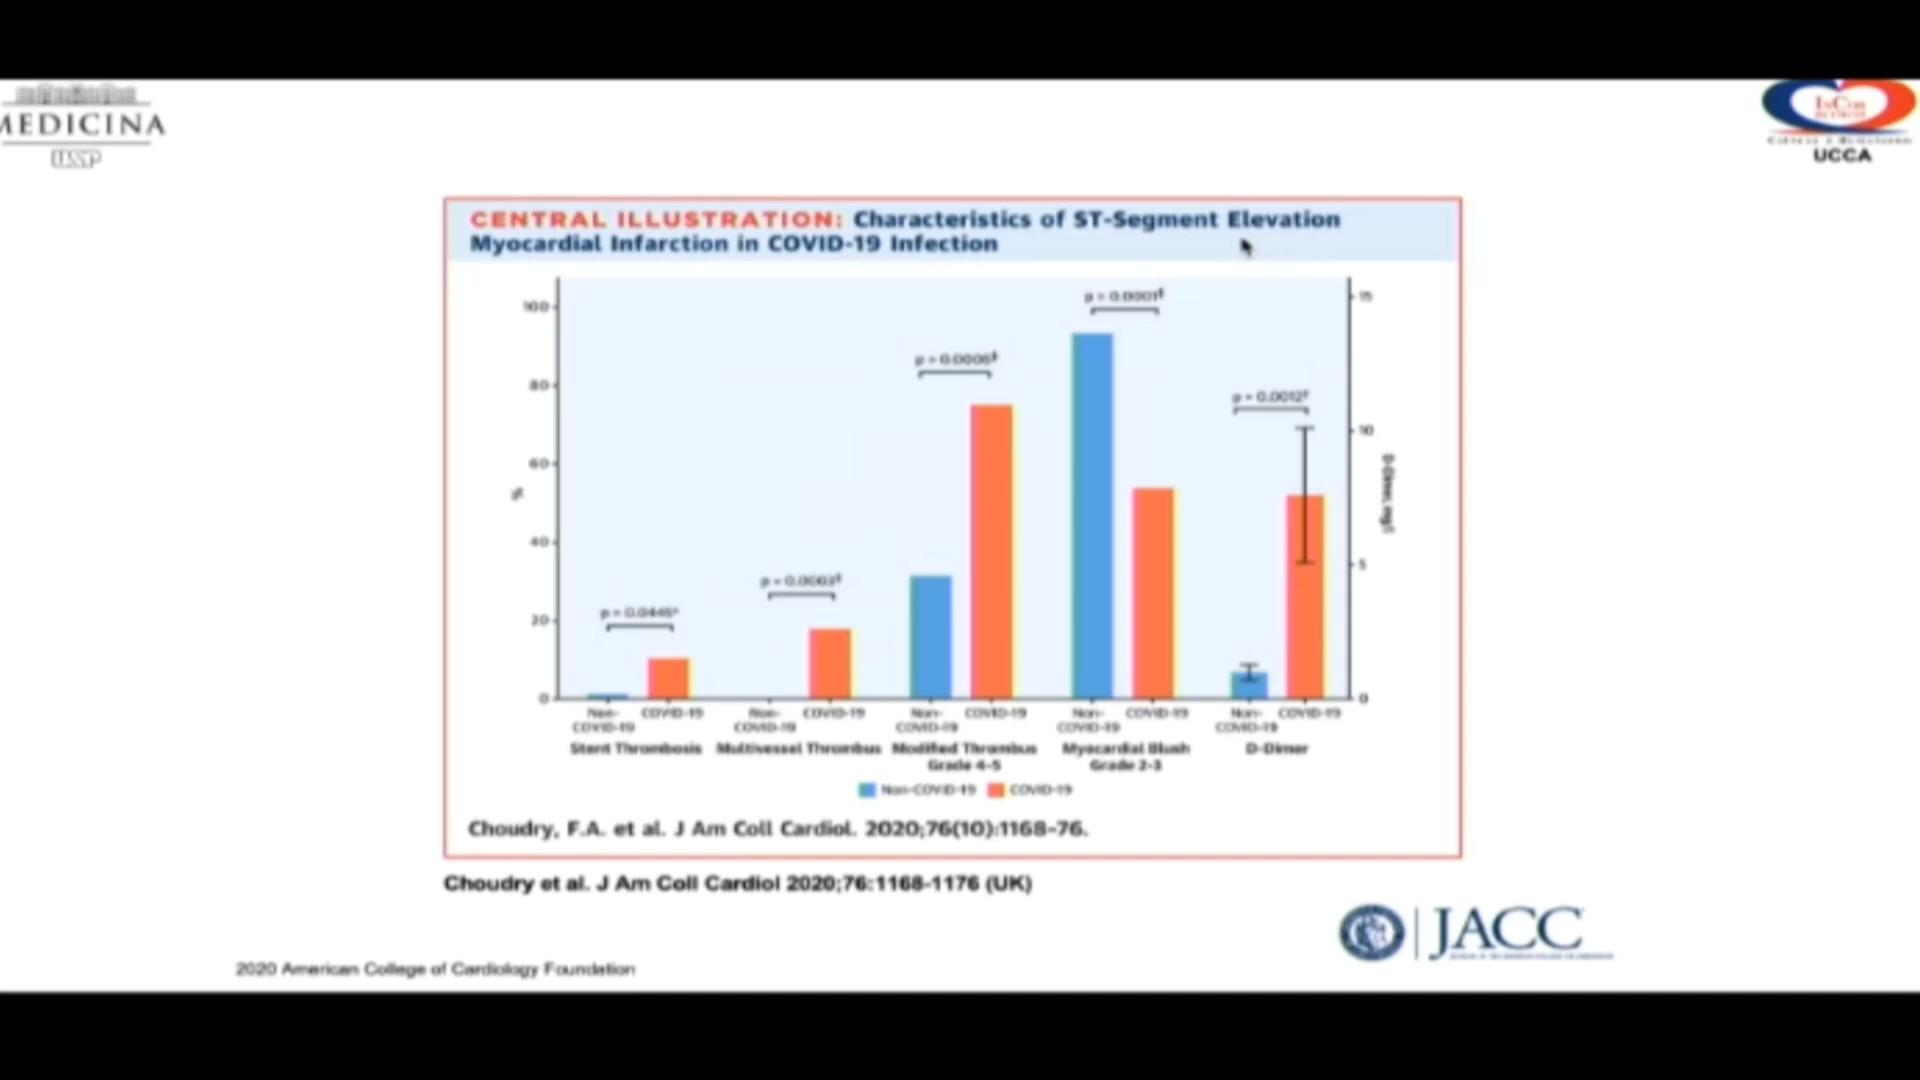 MEDICINA
USP
InCor
UCCA
CENTRAL ILLUSTRATION: Characteristics of ST-Segment Elevation
Myocardial Infarction in COVID-19 Infection
100
80
60
40
20
0
%
15
10
5
0
D-Dimer, mg/l
p = 0.0446*
p = 0.0003‡
p = 0.0006‡
p = 0.0001‡
p = 0.0012†
Non-COVID-19 COVID-19
Non-COVID-19 COVID-19
Non-COVID-19 COVID-19
Non-COVID-19 COVID-19
Non-COVID-19 COVID-19
Stent Thrombosis
Multivessel Thrombus
Modified Thrombus
Grade 4-5
Myocardial Blush
Grade 2-3
D-Dimer
Non-COVID-19 COVID-19
Choudry, F.A. et al. J Am Coll Cardiol. 2020;76(10):1168-76.
Choudry et al. J Am Coll Cardiol 2020;76:1168-1176 (UK)
JACC
2020 American College of Cardiology Foundation